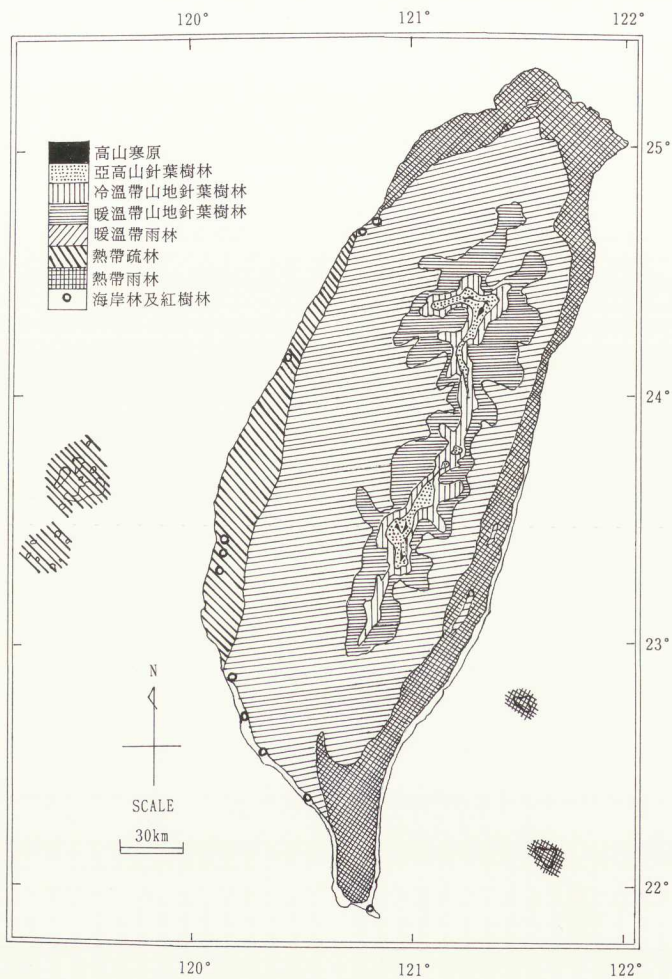 120°
121°
122°
高山寒原
亞高山針葉樹林
冷溫帶山地針葉樹林
暖溫帶山地針葉樹林
暖溫帶雨林
熱帶疏林
熱帶雨林
海岸林及紅樹林
25°
24°
23°
22°
N
SCALE
30km
120°
121°
122°